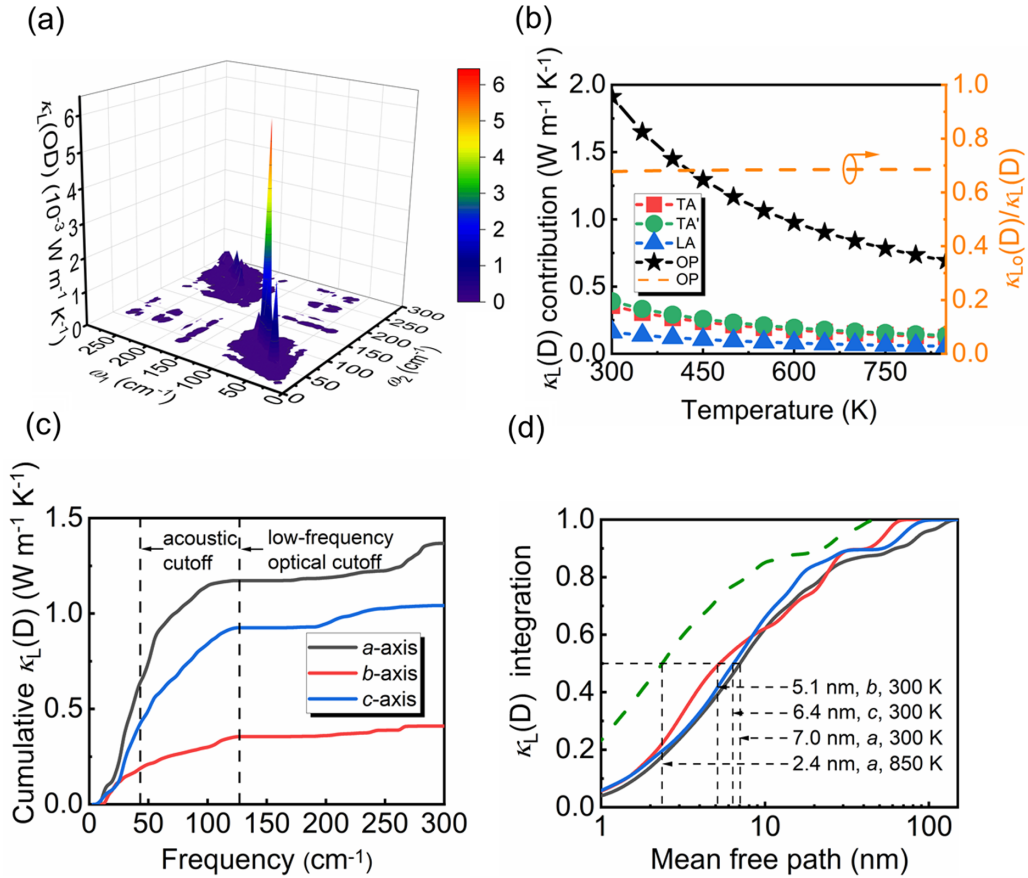 (a)
κL(OD) (10-3 W m-1 K-1)
6
5
4
3
2
1
0
250
200
150
100
50
0
ω1 (cm-1)
0
50
100
150
200
250
300
ω2 (cm-1)
6
5
4
3
2
1
0
(b)
κL(D) contribution (W m-1 K-1)
2.0
1.5
1.0
0.5
0.0
TA
TA'
LA
OP
OP
300 450 600 750
Temperature (K)
1.0
0.8
0.6
0.4
0.2
0.0
κLo(D)/κL(D)
(c)
Cumulative κL(D) (W m-1 K-1)
1.5
1.0
0.5
0.0
acoustic
cutoff
low-frequency
optical cutoff
a-axis
b-axis
c-axis
0 50 100 150 200 250 300
Frequency (cm-1)
(d)
κL(D) integration
1.0
0.8
0.6
0.4
0.2
0.0
5.1 nm, b, 300 K
6.4 nm, c, 300 K
7.0 nm, a, 300 K
2.4 nm, a, 850 K
1 10 100
Mean free path (nm)